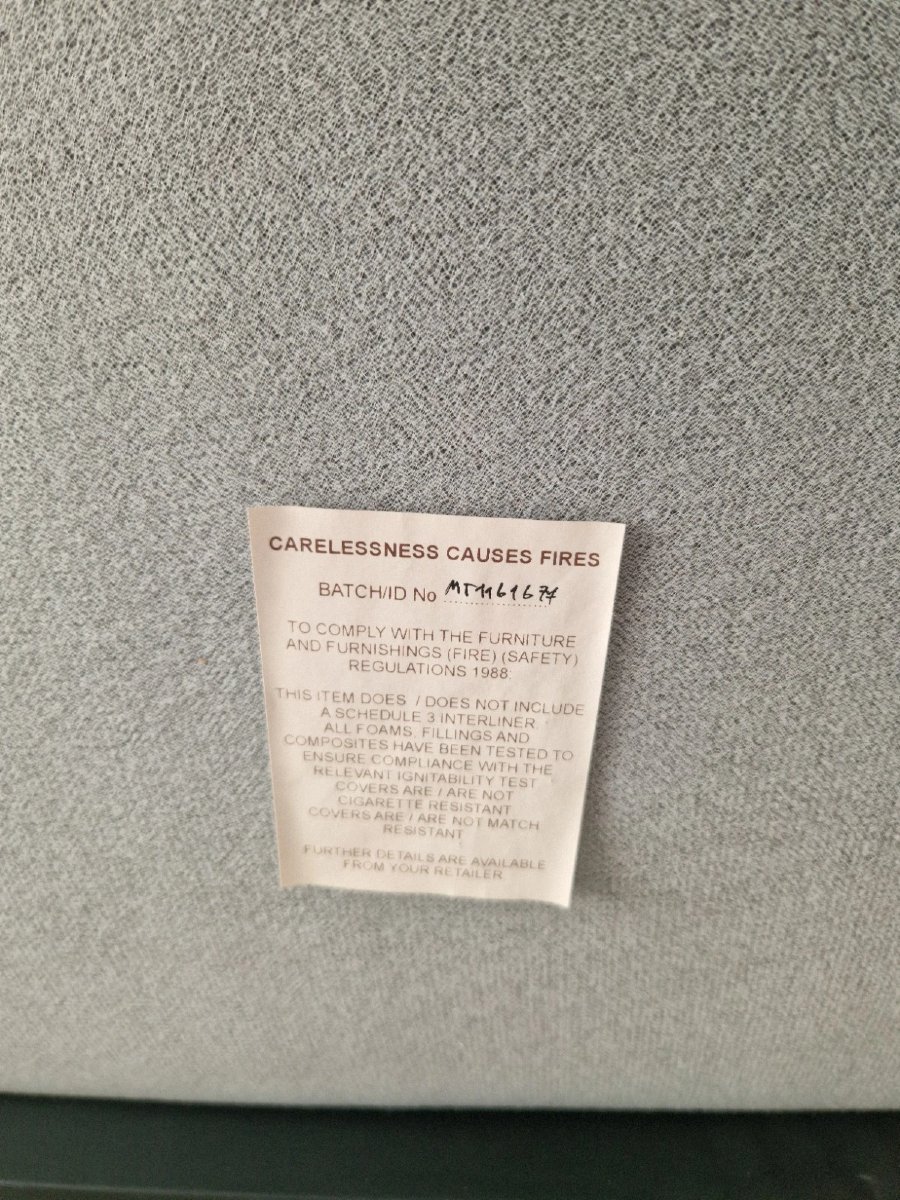 CARELESSNESS CAUSES FIRES
BATCH/ID No MT1161677
TO COMPLY WITH THE FURNITURE
AND FURNISHINGS (FIRE) (SAFETY)
REGULATIONS 1988:
THIS ITEM DOES / DOES NOT INCLUDE
A SCHEDULE 3 INTERLINER
ALL FOAMS, FILLINGS AND
COMPOSITES HAVE BEEN TESTED TO
ENSURE COMPLIANCE WITH THE
RELEVANT IGNITABILITY TEST
COVERS ARE / ARE NOT
CIGARETTE RESISTANT
COVERS ARE / ARE NOT MATCH
RESISTANT
FURTHER DETAILS ARE AVAILABLE
FROM YOUR RETAILER